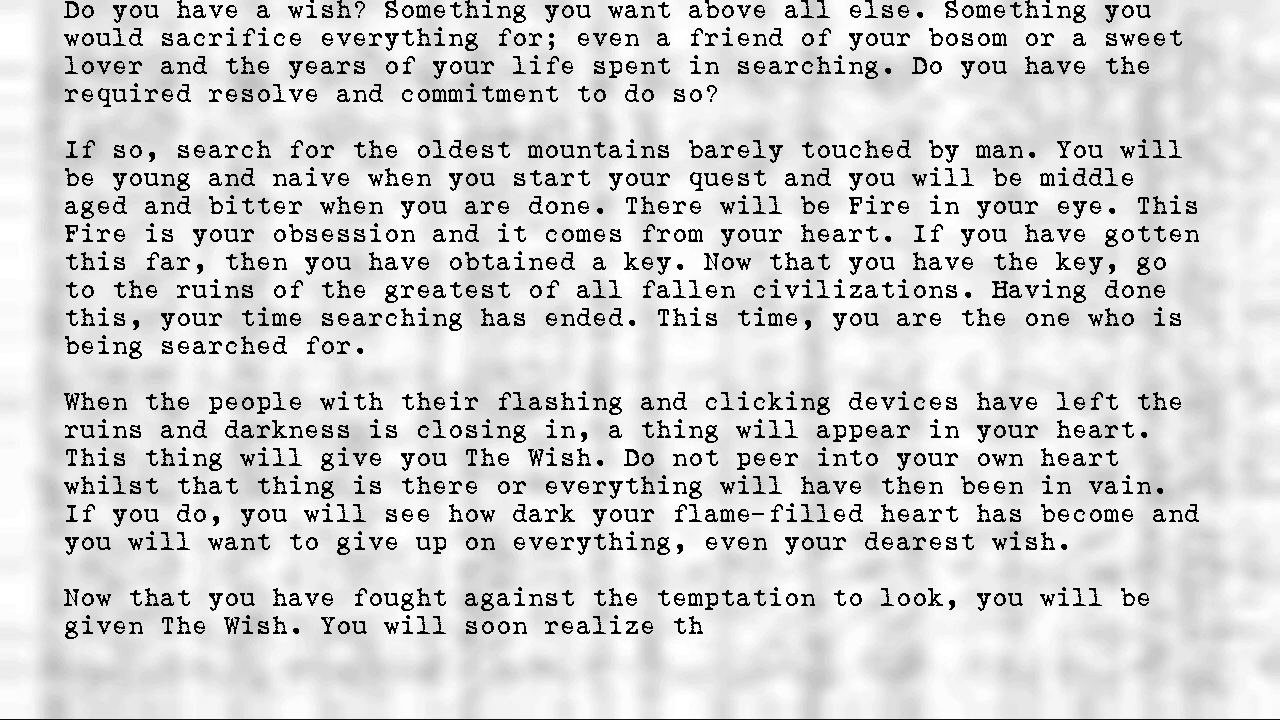 Do you have a wish? Something you want above all else. Something you
would sacrifice everything for; even a friend of your bosom or a sweet
lover and the years of your life spent in searching. Do you have the
required resolve and commitment to do so?
If so, search for the oldest mountains barely touched by man. You will
be young and naive when you start your quest and you will be middle
aged and bitter when you are done. There will be Fire in your eye. This
Fire is your obsession and it comes from your heart. If you have gotten
this far, then you have obtained a key. Now that you have the key, go
to the ruins of the greatest of all fallen civilizations. Having done
this, your time searching has ended. This time, you are the one who is
being searched for.
When the people with their flashing and clicking devices have left the
ruins and darkness is closing in, a thing will appear in your heart.
This thing will give you The Wish. Do not peer into your own heart
whilst that thing is there or everything will have then been in vain.
If you do, you will see how dark your flame-filled heart has become and
you will want to give up on everything, even your dearest wish.
Now that you have fought against the temptation to look, you will be
given The Wish. You will soon realize th